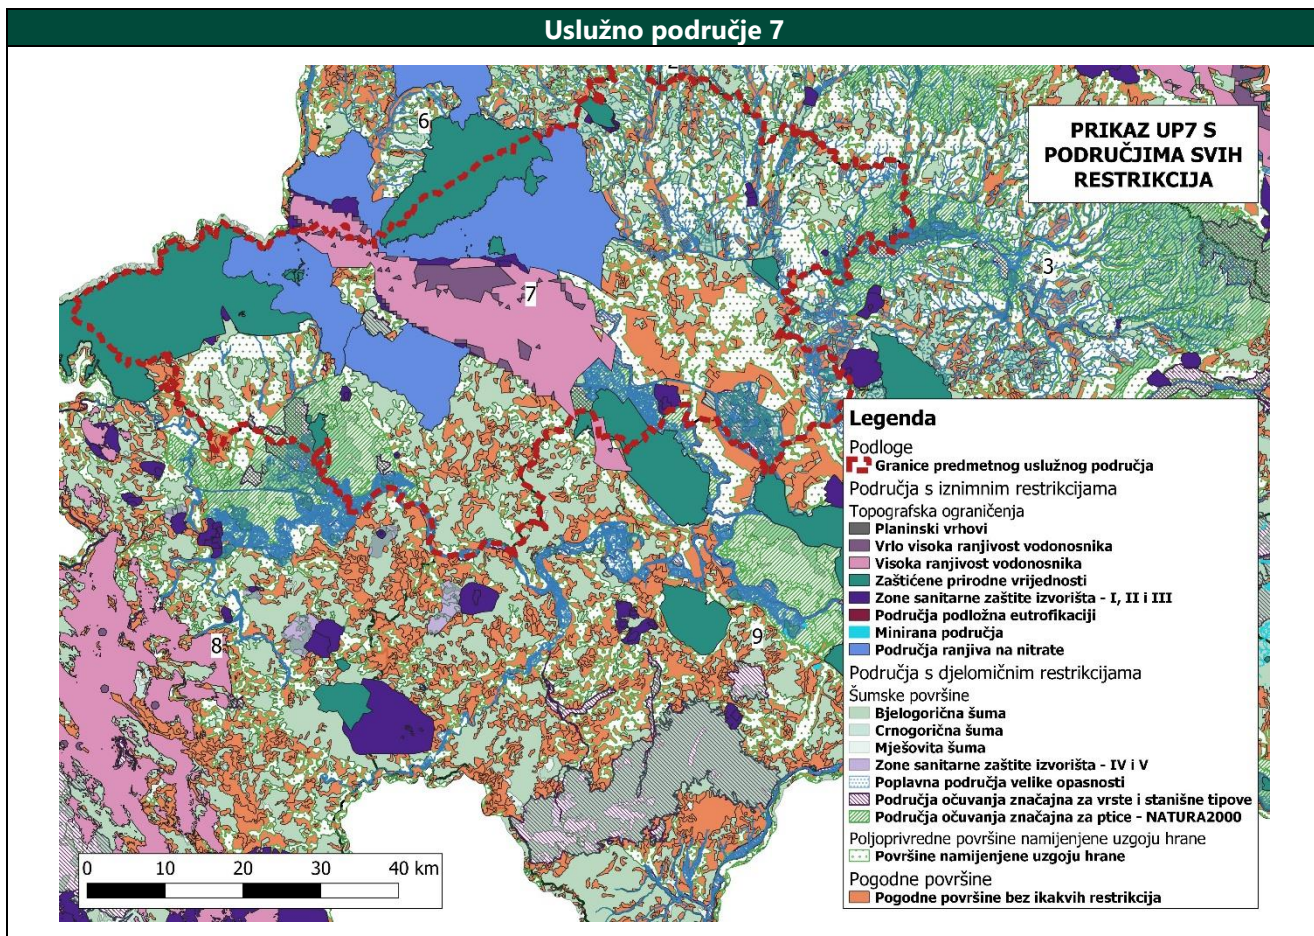 Uslužno područje 7
PRIKAZ UP7 S
PODRUČJIMA SVIH
RESTRIKCIJA
2
6
3
7
8
9
Legenda
Podloge
Granice predmetnog uslužnog područja
Područja s iznimnim restrikcijama
Topografska ograničenja
Planinski vrhovi
Vrlo visoka ranjivost vodonosnika
Visoka ranjivost vodonosnika
Zaštićene prirodne vrijednosti
Zone sanitarne zaštite izvorišta - I, II i III
Područja podložna eutrofikaciji
Minirana područja
Područja ranjiva na nitrate
Područja s djelomičnim restrikcijama
Šumske površine
Bjelogorična šuma
Crnogorična šuma
Mješovita šuma
Zone sanitarne zaštite izvorišta - IV i V
Poplavna područja velike opasnosti
Područja očuvanja značajna za vrste i stanišne tipove
Područja očuvanja značajna za ptice - NATURA2000
Poljoprivredne površine namijenjene uzgoju hrane
Površine namijenjene uzgoju hrane
Pogodne površine
Pogodne površine bez ikakvih restrikcija
0 10 20 30 40 km